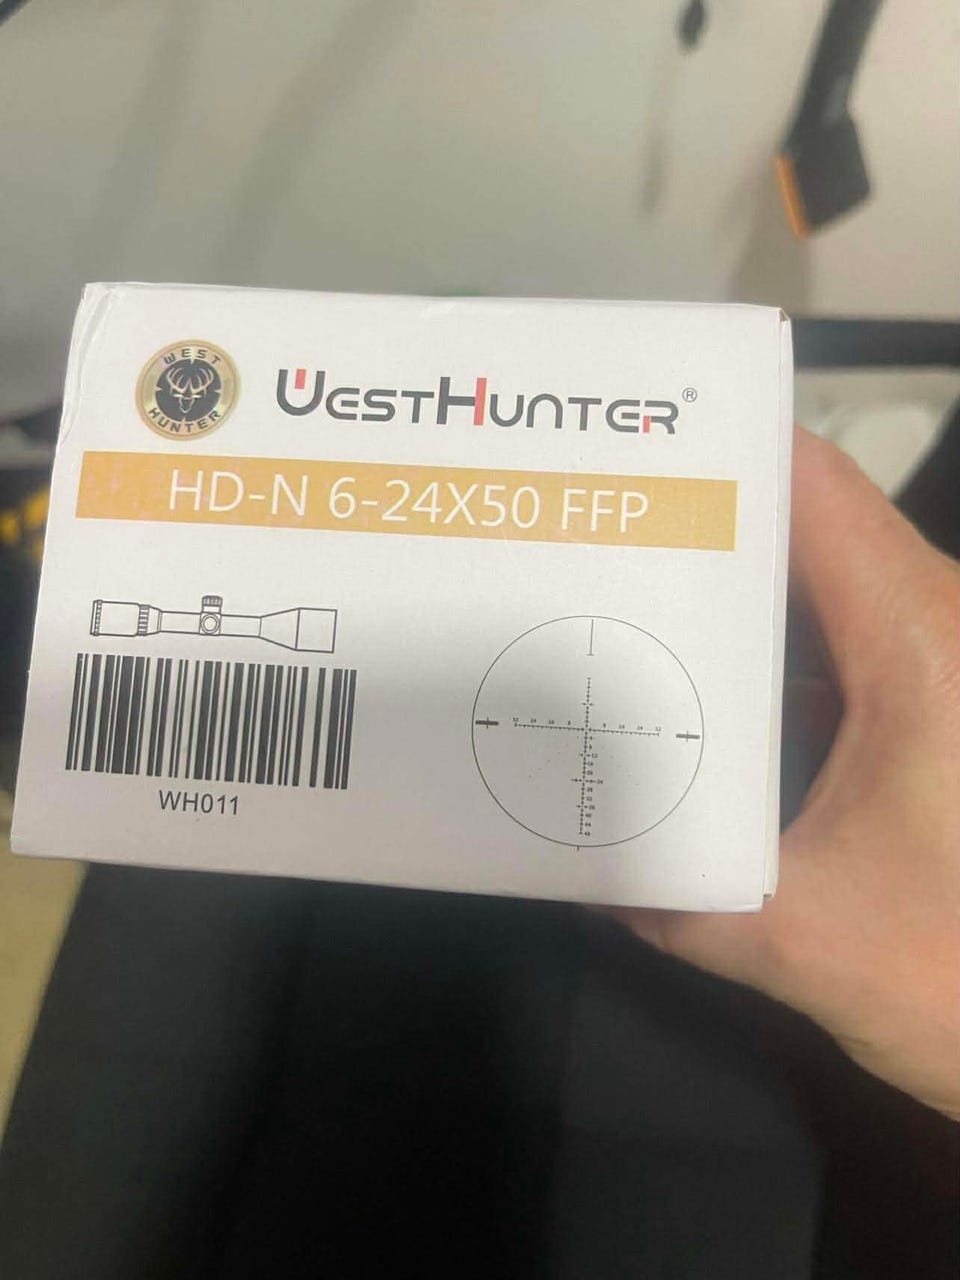 WEST
HUNTER
WESTHUNTER®
HD-N 6-24X50 FFP
WH011